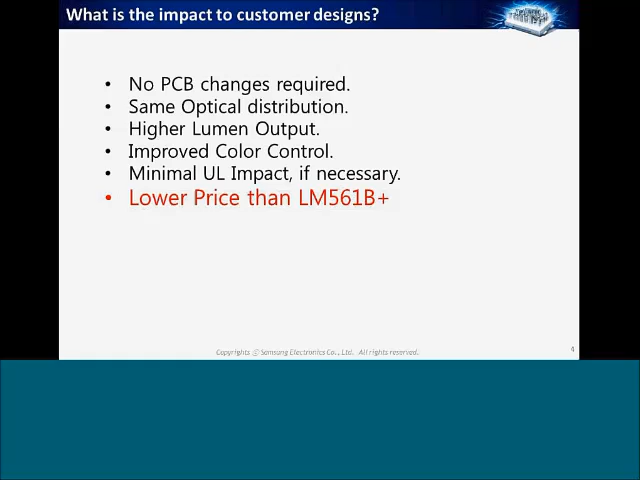 What is the impact to customer designs?
• No PCB changes required.
• Same Optical distribution.
• Higher Lumen Output.
• Improved Color Control.
• Minimal UL Impact, if necessary.
• Lower Price than LM561B+
Copyrights ⓒ Samsung Electronics Co., Ltd. All rights reserved.
4